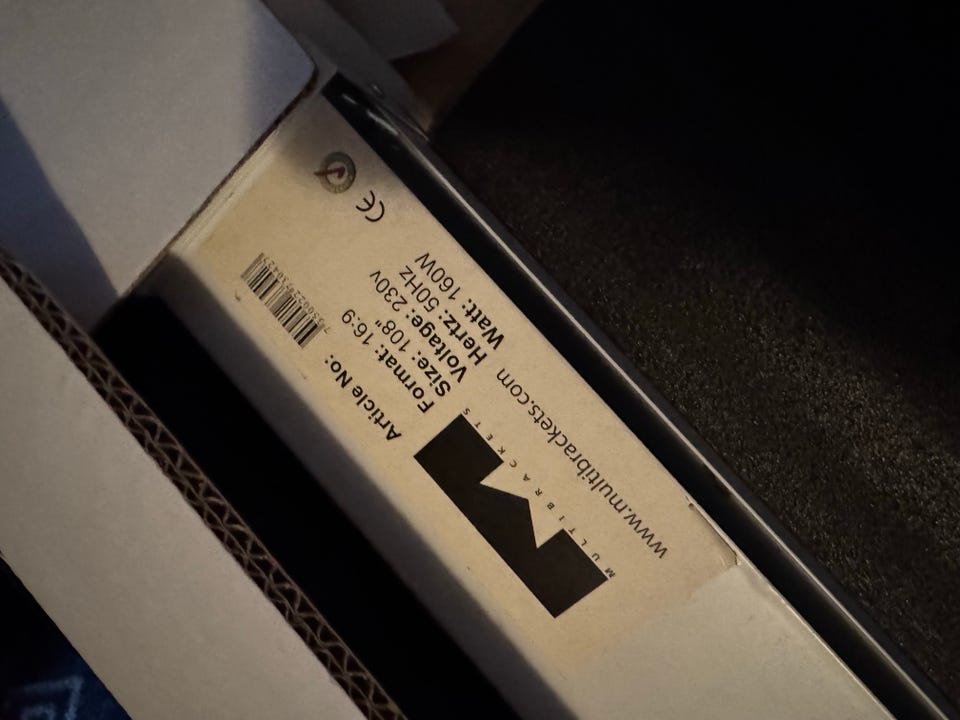 MULTIBRACKETS
www.multibrackets.com
Article No:
Format: 16:9
Size: 108"
Voltage: 230v
Hertz: 50Hz
Watt: 160W
CE